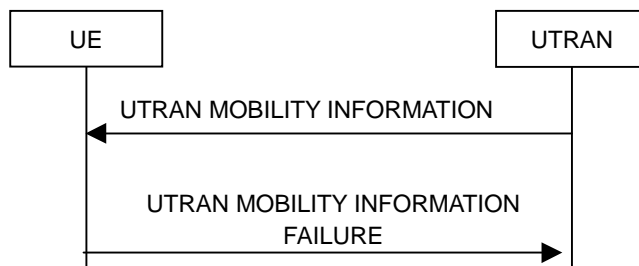 UE
UTRAN
UTRAN MOBILITY INFORMATION
UTRAN MOBILITY INFORMATION
FAILURE